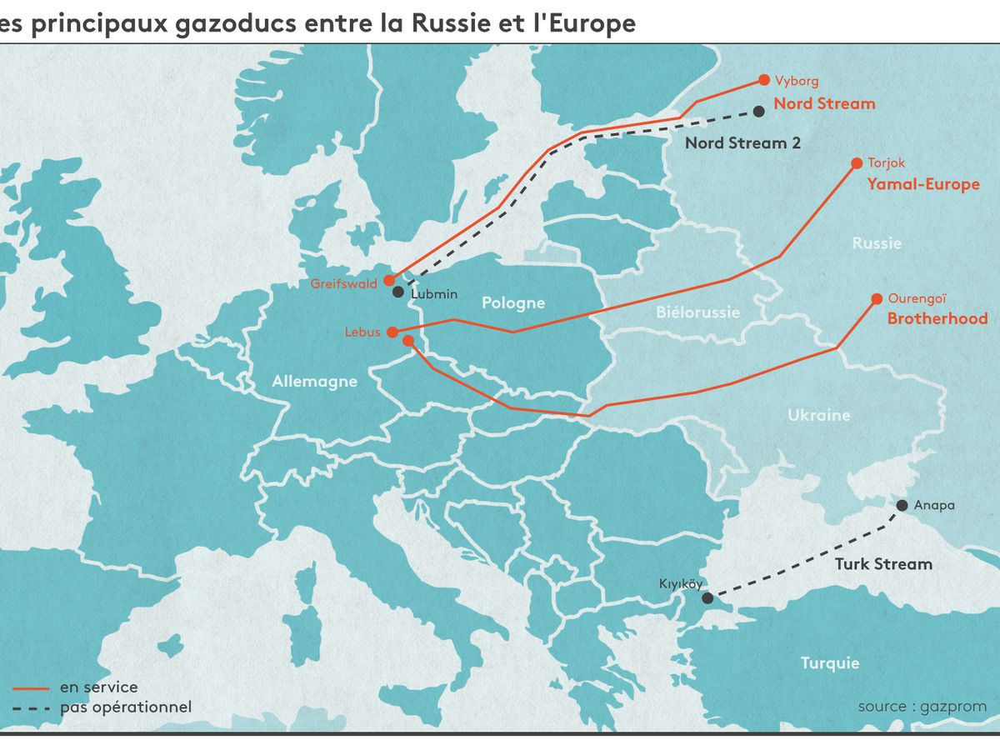 es principaux gazoducs entre la Russie et l'Europe
Vyborg
Nord Stream
Nord Stream 2
Torjok
Yamal-Europe
Russie
Greifswald
Lubmin
Pologne
Ourengoï
Brotherhood
Biélorussie
Lebus
Allemagne
Ukraine
Anapa
Turk Stream
Kıyıköy
Turquie
en service
pas opérationnel
source : gazprom